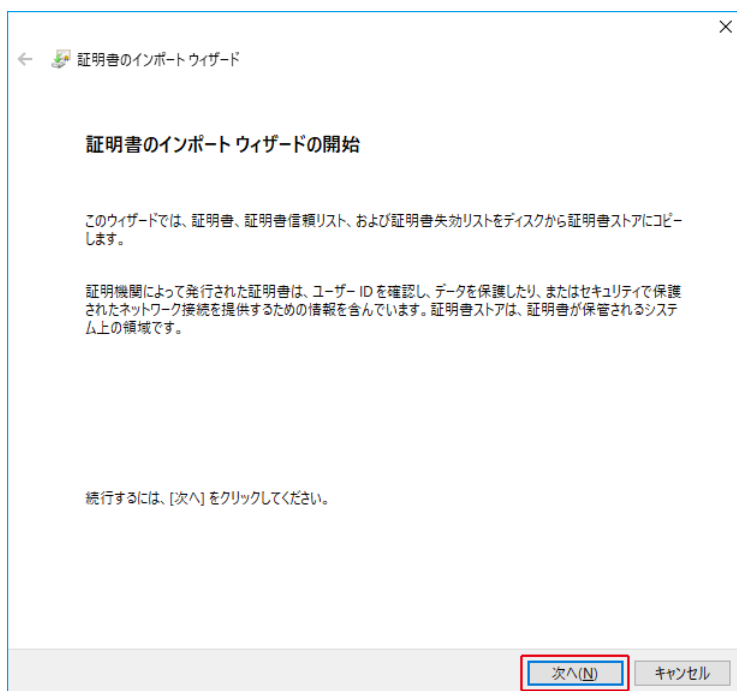 証明書のインポート ウィザード
証明書のインポート ウィザードの開始
このウィザードでは、証明書、証明書信頼リスト、および証明書失効リストをディスクから証明書ストアにコピー
します。
証明機関によって発行された証明書は、ユーザー ID を確認し、データを保護したり、またはセキュリティで保護
されたネットワーク接続を提供するための情報を含んでいます。証明書ストアは、証明書が保管されるシステ
ム上の領域です。
続行するには、[次へ] をクリックしてください。
次へ(N)
キャンセル